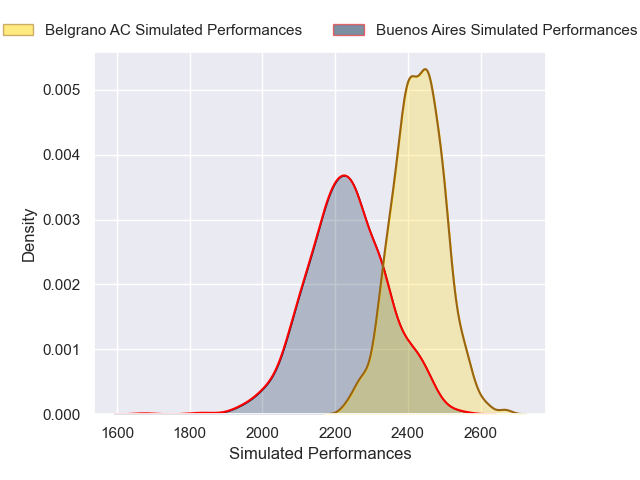 Belgrano AC Simulated Performances Buenos Aires Simulated Performances
0.005
0.004
0.003
0.002
0.001
0.000
Density
1600 1800 2000 2200 2400 2600
Simulated Performances